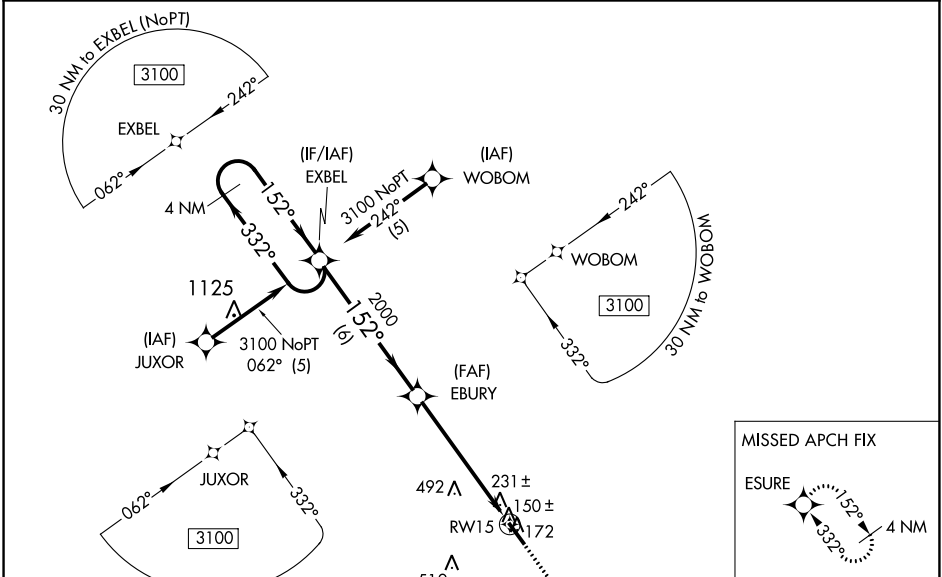 30 NM to EXBEL (NoPT)
3100
242°
EXBEL
062°
(IF/IAF)
EXBEL
(IAF)
WOBOM
3100 NoPT
242°
(5)
4 NM
152°
332°
242°
WOBOM
3100
30 NM to WOBOM
332°
1125
(IAF)
JUXOR
3100 NoPT
062° (5)
2000
152°
(6)
(FAF)
EBURY
JUXOR
062°
332°
3100
492
231 ±
150 ±
RW15
172
MISSED APCH FIX
ESURE
152°
332°
4 NM